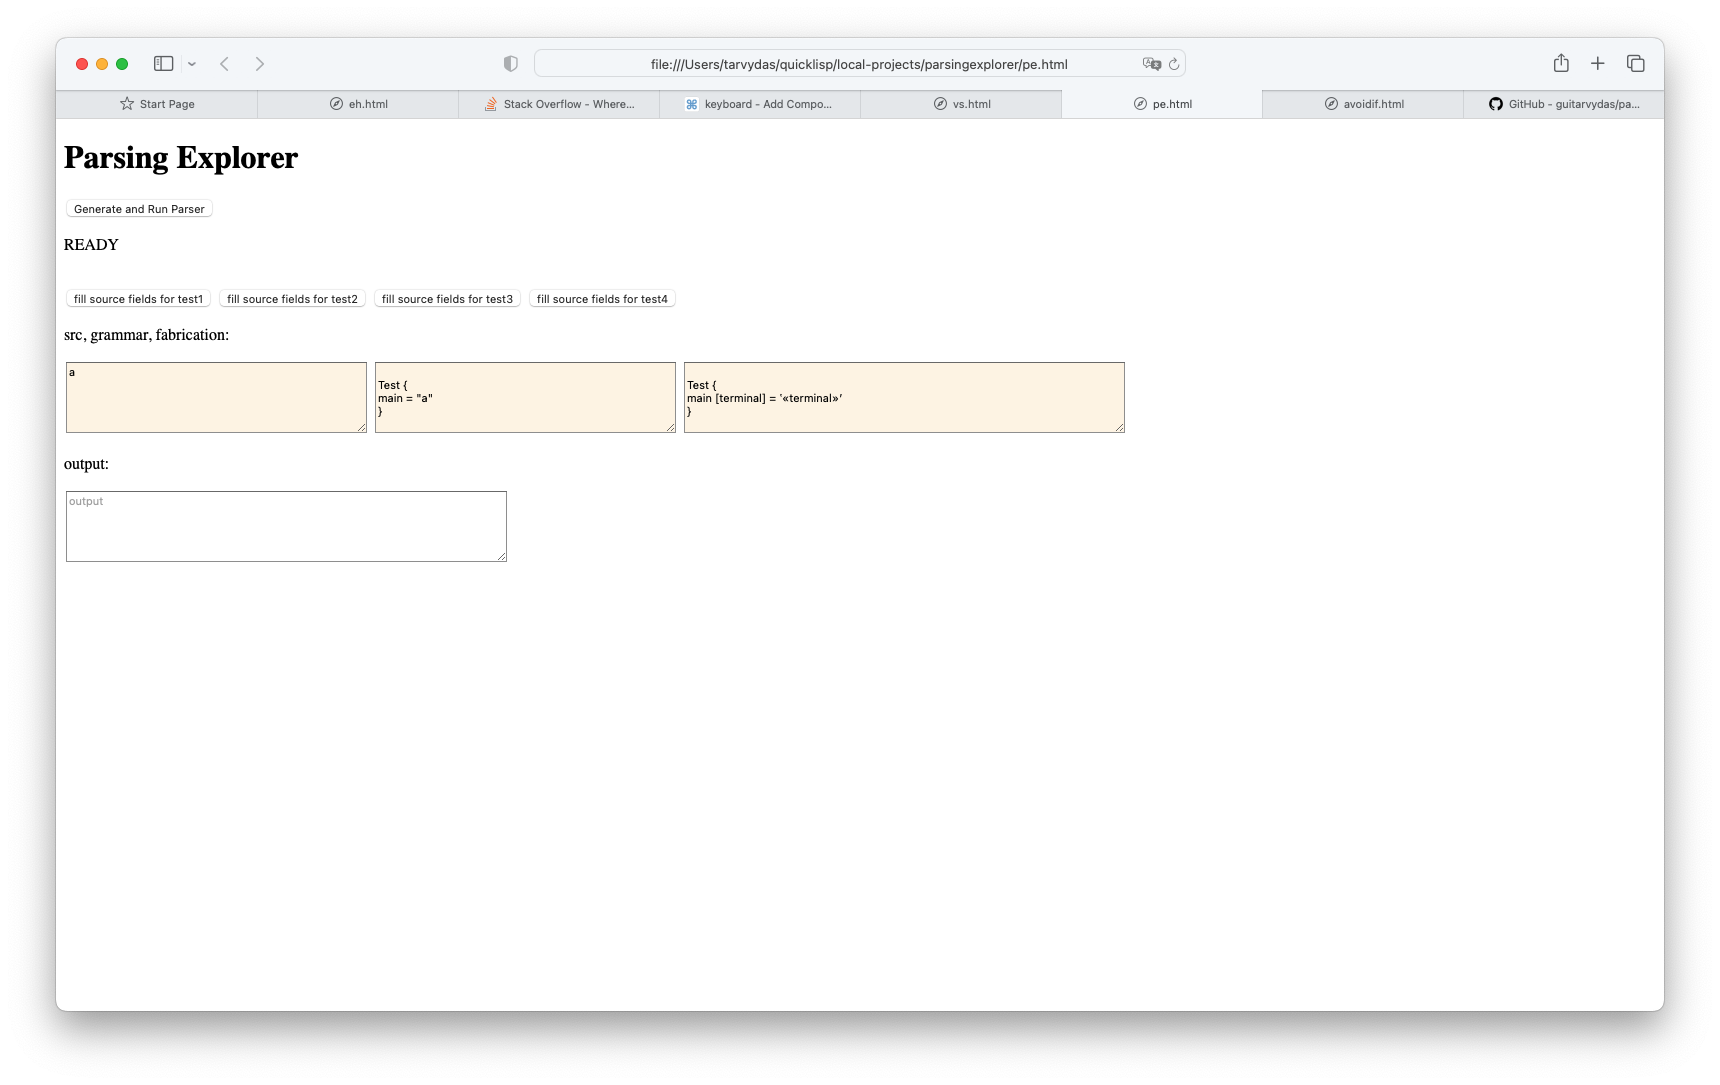 file:///Users/tarvydas/quicklisp/local-projects/parsingexplorer/pe.html
Start Page
eh.html
Stack Overflow - Where...
keyboard - Add Compo...
vs.html
pe.html
avoidif.html
GitHub - guitarvydas/pa...
Parsing Explorer
Generate and Run Parser
READY
fill source fields for test1
fill source fields for test2
fill source fields for test3
fill source fields for test4
src, grammar, fabrication:
a
Test {
main = "a"
}
Test {
main [terminal] = ‛«terminal»’
}
output:
output